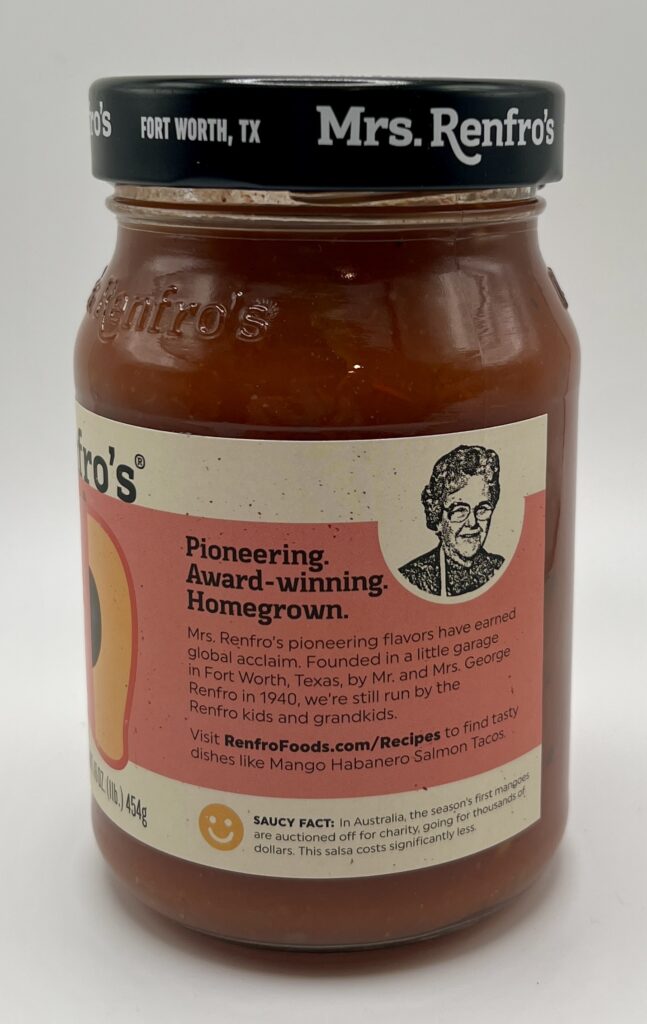 ro's FORT WORTH, TX Mrs. Renfro's
Renfro's
fro's®
Pioneering.
Award-winning.
Homegrown.
Mrs. Renfro's pioneering flavors have earned
global acclaim. Founded in a little garage
in Fort Worth, Texas, by Mr. and Mrs. George
Renfro in 1940, we're still run by the
Renfro kids and grandkids.
Visit RenfroFoods.com/Recipes to find tasty
dishes like Mango Habanero Salmon Tacos.
OZ. (1lb.) 454g
SAUCY FACT: In Australia, the season's first mangoes
are auctioned off for charity, going for thousands of
dollars. This salsa costs significantly less.